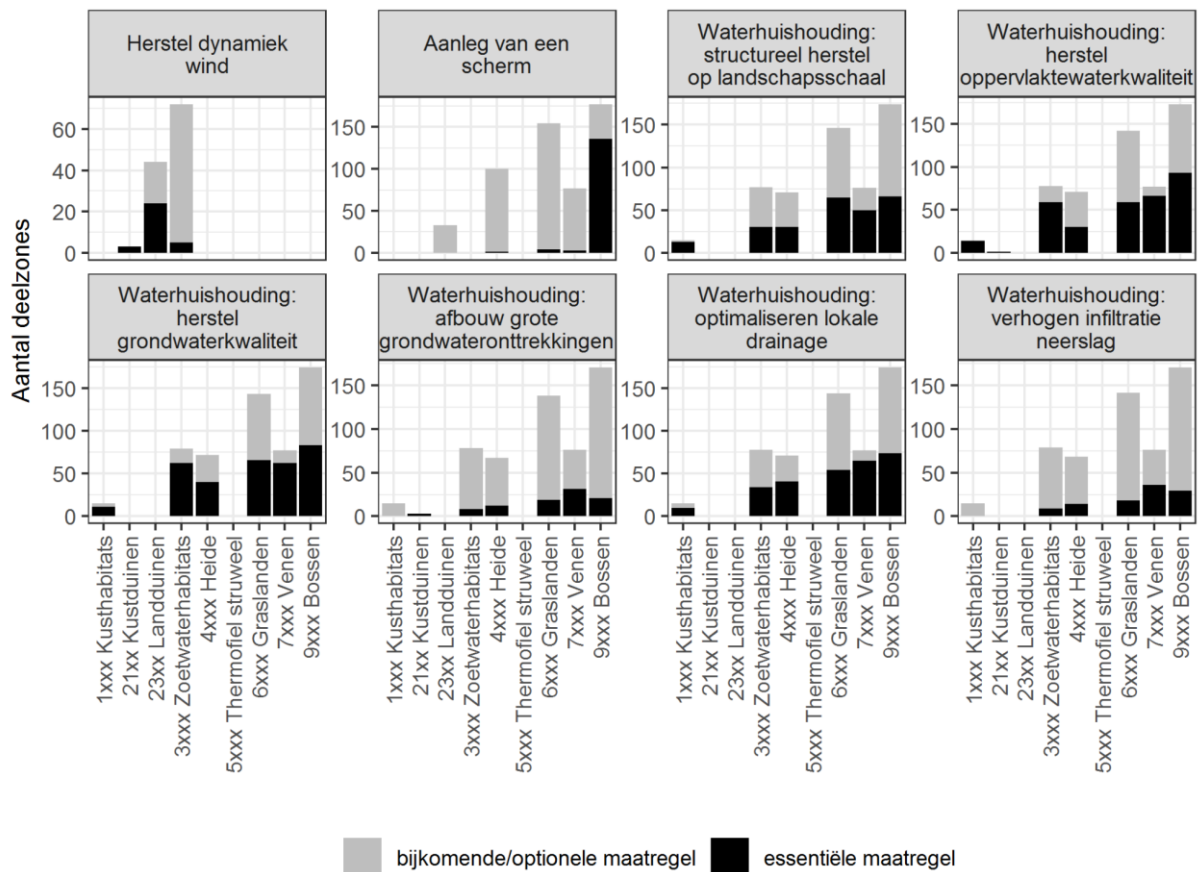 Herstel dynamiek
wind
Aanleg van een
scherm
Waterhuishouding:
structureel herstel
op landschapsschaal
Waterhuishouding:
herstel
oppervlaktewaterkwaliteit
Aantal deelzones
60
40
20
0
150
100
50
0
150
100
50
0
150
100
50
0
Waterhuishouding:
herstel
grondwaterkwaliteit
Waterhuishouding:
afbouw grote
grondwateronttrekkingen
Waterhuishouding:
optimaliseren lokale
drainage
Waterhuishouding:
verhogen infiltratie
neerslag
150
100
50
0
150
100
50
0
150
100
50
0
150
100
50
0
1xxx Kusthabitats
21xx Kustduinen
23xx Landduinen
3xxx Zoetwaterhabitats
4xxx Heide
5xxx Thermofiel struweel
6xxx Graslanden
7xxx Venen
9xxx Bossen
1xxx Kusthabitats
21xx Kustduinen
23xx Landduinen
3xxx Zoetwaterhabitats
4xxx Heide
5xxx Thermofiel struweel
6xxx Graslanden
7xxx Venen
9xxx Bossen
1xxx Kusthabitats
21xx Kustduinen
23xx Landduinen
3xxx Zoetwaterhabitats
4xxx Heide
5xxx Thermofiel struweel
6xxx Graslanden
7xxx Venen
9xxx Bossen
1xxx Kusthabitats
21xx Kustduinen
23xx Landduinen
3xxx Zoetwaterhabitats
4xxx Heide
5xxx Thermofiel struweel
6xxx Graslanden
7xxx Venen
9xxx Bossen
bijkomende/optionele maatregel
essentiële maatregel